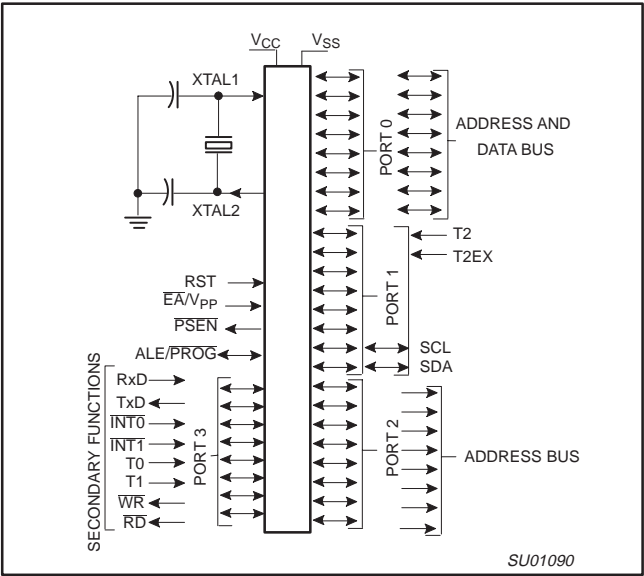 VCC VSS
XTAL1
XTAL2
PORT 0
ADDRESS AND
DATA BUS
PORT 1
T2
T2EX
SCL
SDA
RST
EA/VPP
PSEN
ALE/PROG
SECONDARY FUNCTIONS
RxD
TxD
INT0
INT1
T0
T1
WR
RD
PORT 3
PORT 2
ADDRESS BUS
SU01090